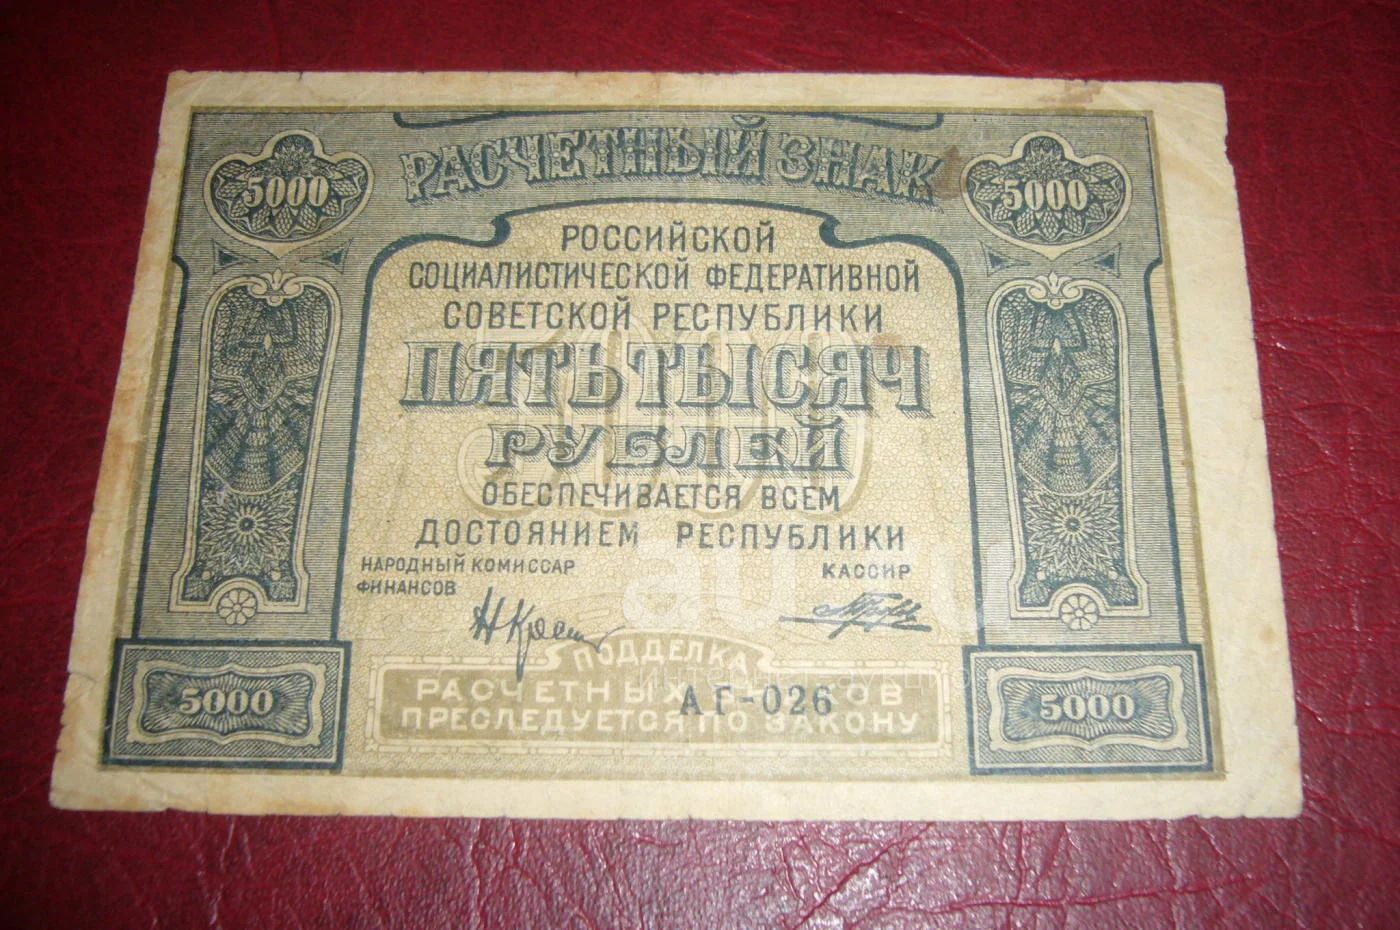 5000 РАСЧЕТНЫЙ ЗНАК 5000
РОССИЙСКОЙ
СОЦИАЛИСТИЧЕСКОЙ ФЕДЕРАТИВНОЙ
СОВЕТСКОЙ РЕСПУБЛИКИ
ПЯТЬ ТЫСЯЧ
РУБЛЕЙ
ОБЕСПЕЧИВАЕТСЯ ВСЕМ
ДОСТОЯНИЕМ РЕСПУБЛИКИ
НАРОДНЫЙ КОМИССАР
ФИНАНСОВ
КАССИР
ПОДДЕЛКА
РАСЧЕТНЫХ
АГ-026
ПРЕСЛЕДУЕТСЯ ПО ЗАКОНУ
5000
5000
5000